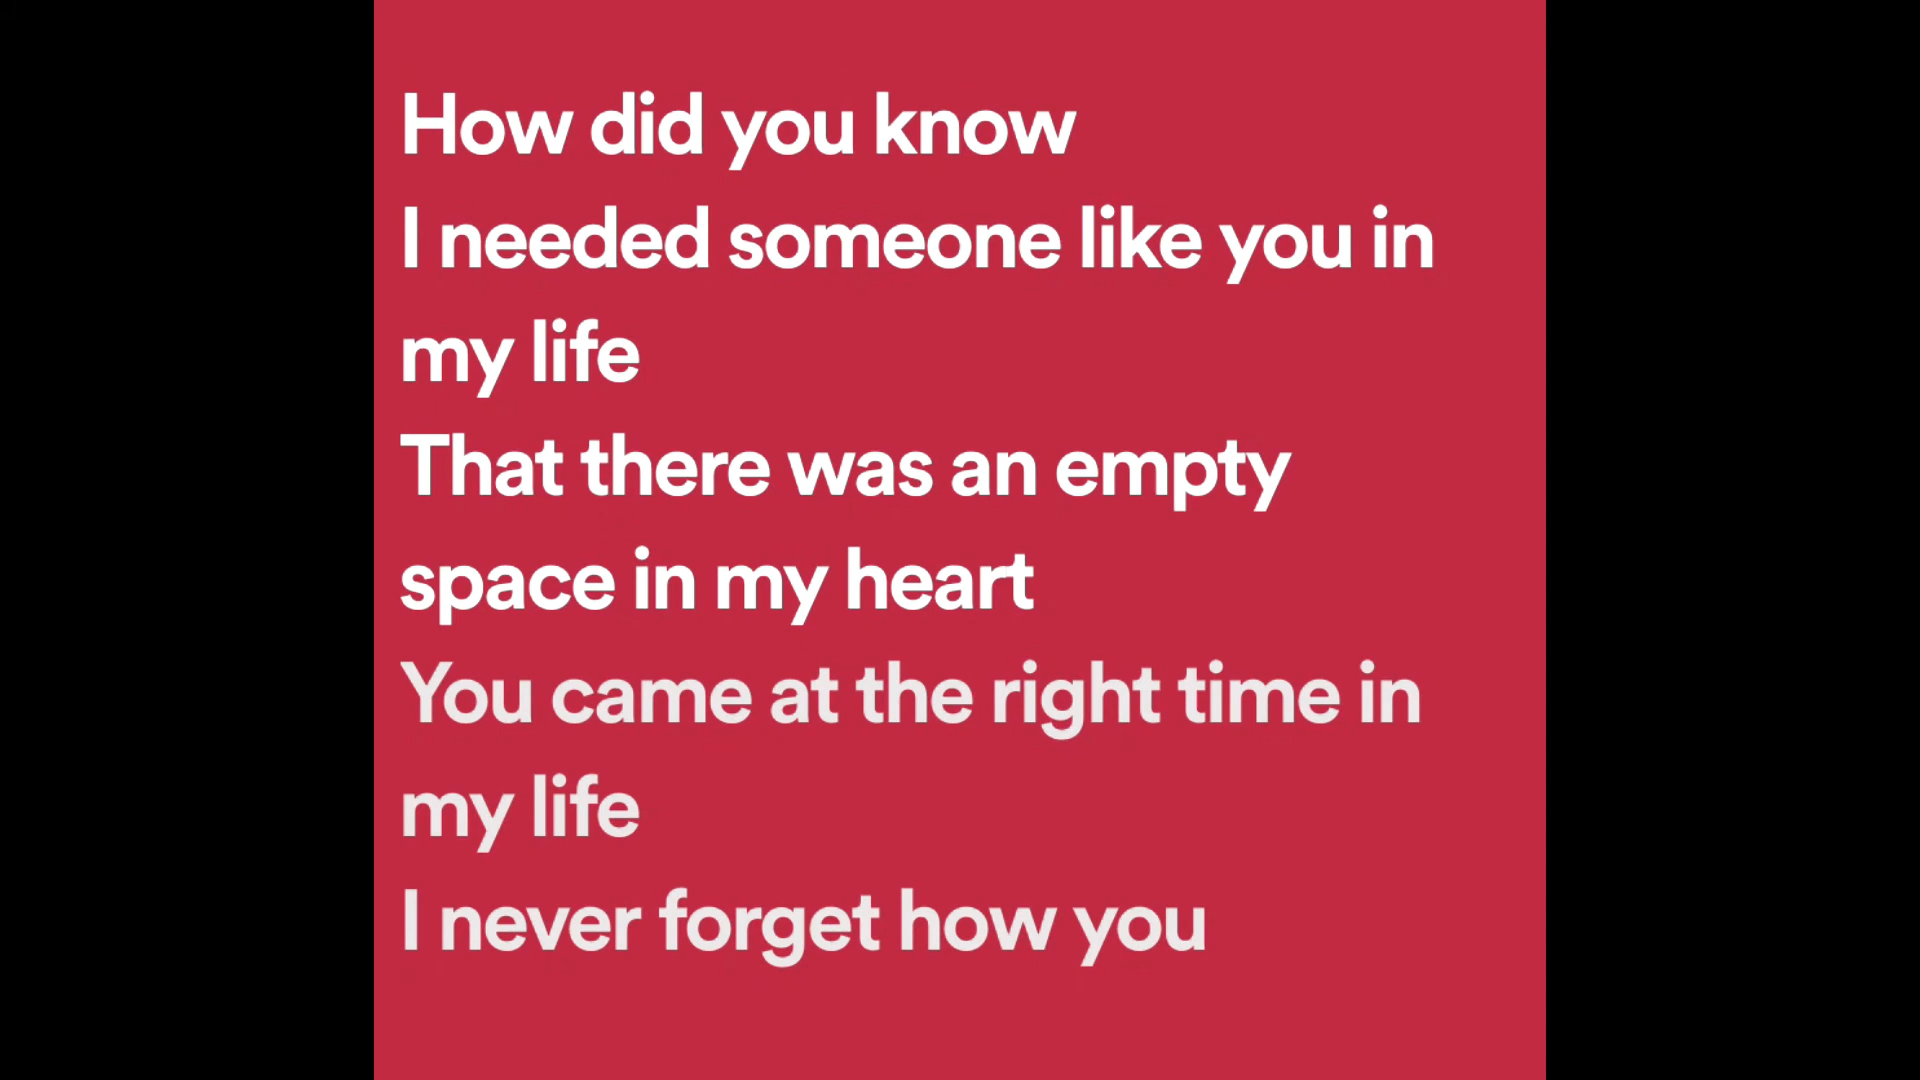 How did you know
I needed someone like you in
my life
That there was an empty
space in my heart
You came at the right time in
my life
I never forget how you